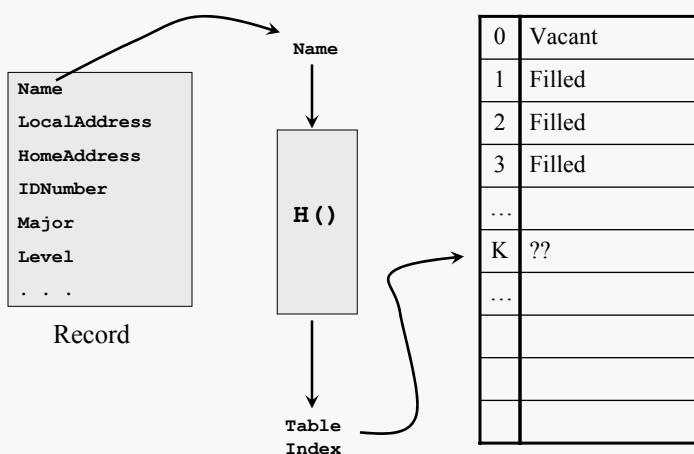 Name
LocalAddress
HomeAddress
IDNumber
Major
Level
. . .
Record
Name
H()
Table
Index
0 Vacant
1 Filled
2 Filled
3 Filled
…
K ??
…